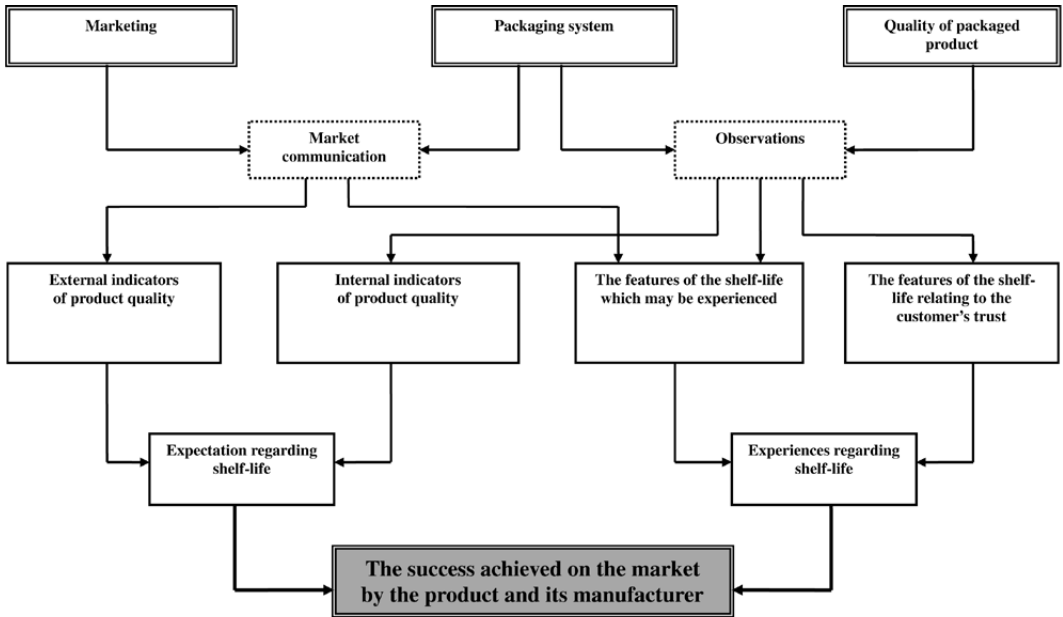 Marketing
Packaging system
Quality of packaged
product
Market
communication
Observations
External indicators
of product quality
Internal indicators
of product quality
The features of the shelf-life
which may be experienced
The features of the shelf-
life relating to the
customer’s trust
Expectation regarding
shelf-life
Experiences regarding
shelf-life
The success achieved on the market
by the product and its manufacturer